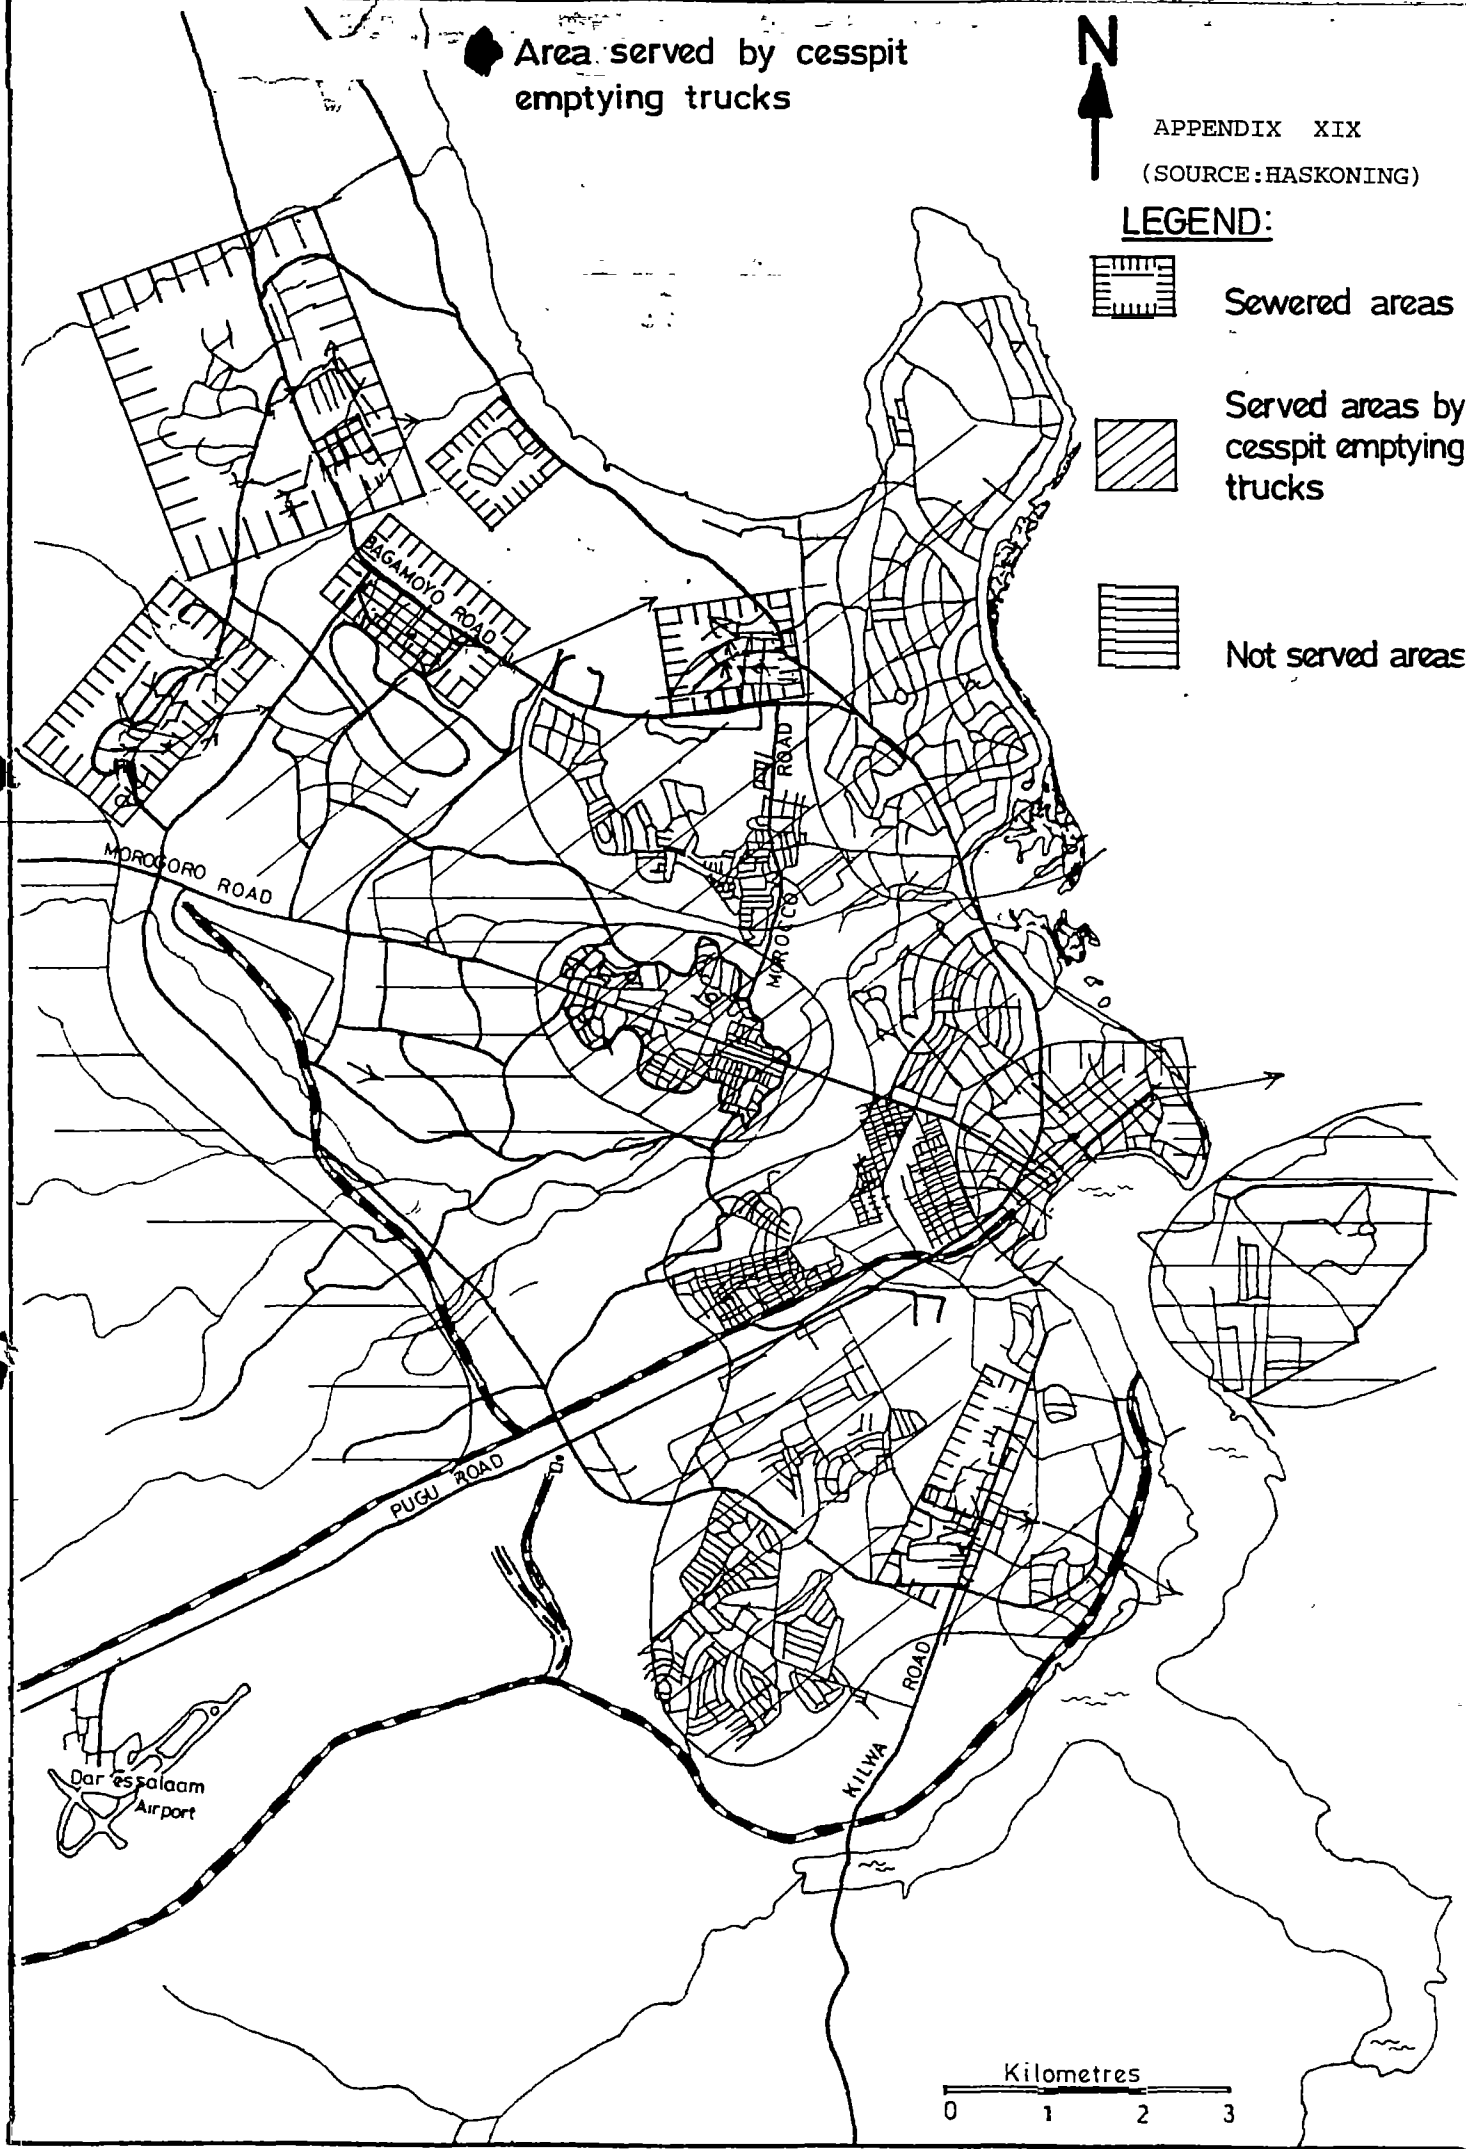 Area served by cesspit
emptying trucks
N
APPENDIX XIX
(SOURCE:HASKONING)
LEGEND:
Sewered areas
Served areas by
cesspit emptying
trucks
Not served areas
BAGAMOYO ROAD
MOROGORO ROAD
MOROCCO ROAD
PUGU ROAD
KILWA ROAD
Dar essalaam
Airport
Kilometres
0 1 2 3